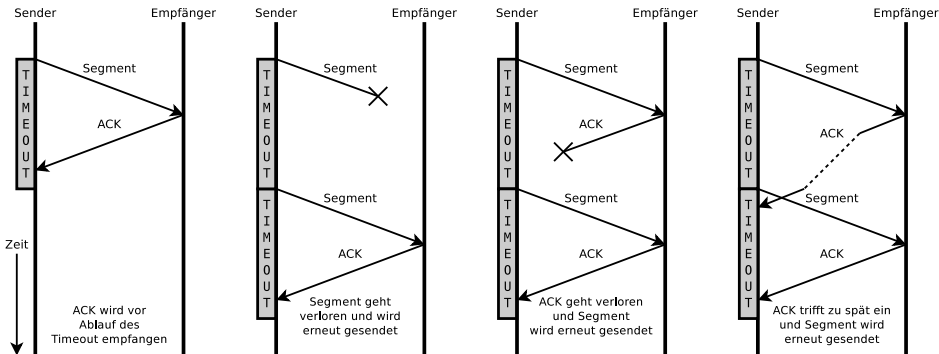 Sender
Empfänger
TIMEOUT
Segment
ACK
Zeit
ACK wird vor
Ablauf des
Timeout empfangen
Sender
Empfänger
TIMEOUT
Segment
TIMEOUT
Segment
ACK
Segment geht
verloren und wird
erneut gesendet
Sender
Empfänger
TIMEOUT
Segment
ACK
TIMEOUT
Segment
ACK
ACK geht verloren
und Segment
wird erneut gesendet
Sender
Empfänger
TIMEOUT
Segment
ACK
TIMEOUT
Segment
ACK
ACK trifft zu spät ein
und Segment wird
erneut gesendet